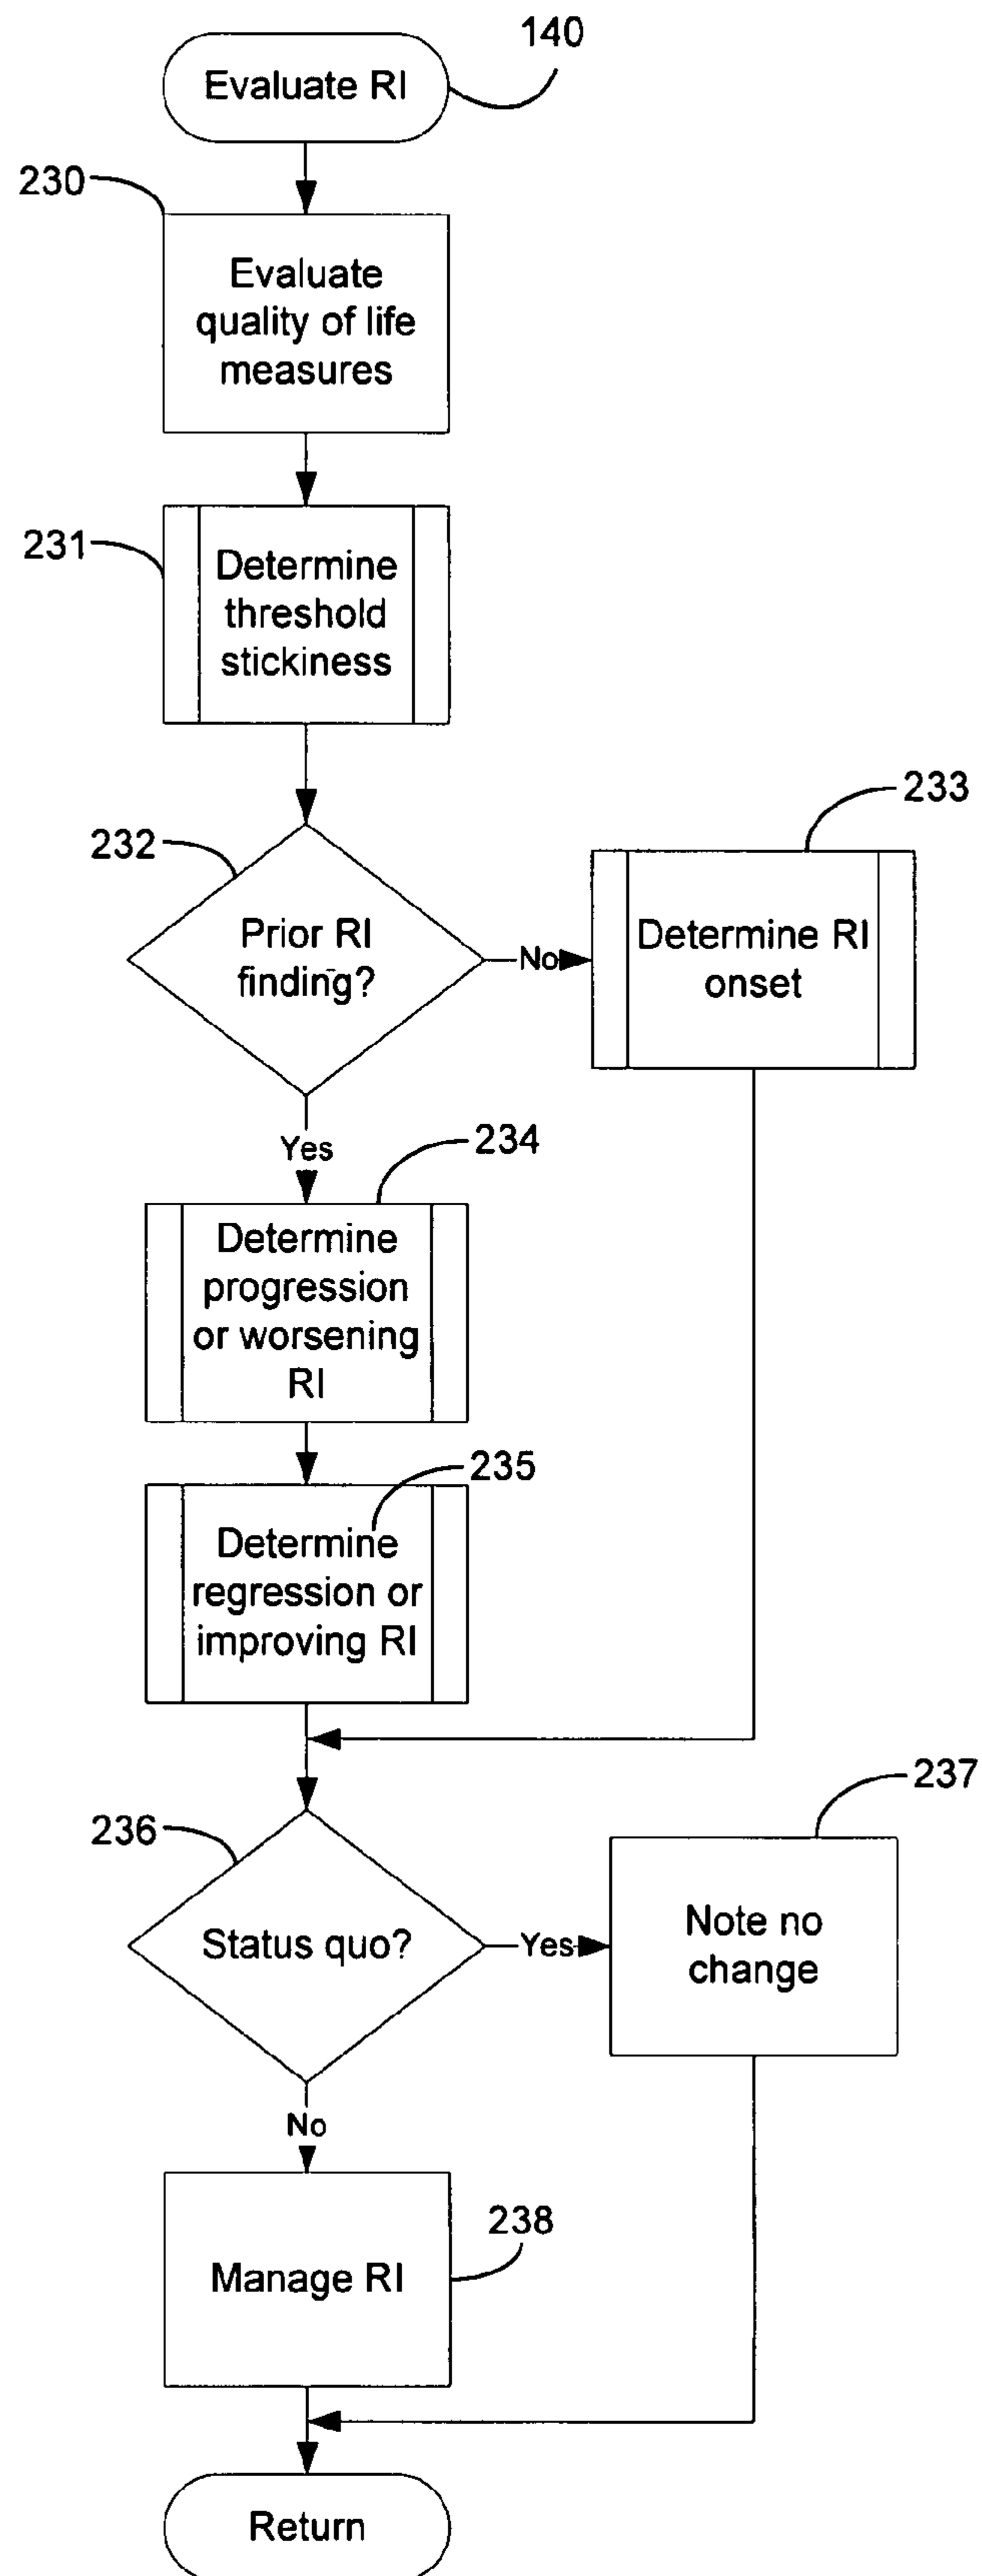 140
Evaluate RI
230
Evaluate
quality of life
measures
231
Determine
threshold
stickiness
233
232
Prior RI
finding?
No
Determine RI
onset
Yes
234
Determine
progression
or worsening
RI
235
Determine
regression or
improving RI
237
236
Status quo?
Yes
Note no
change
No
238
Manage RI
Return